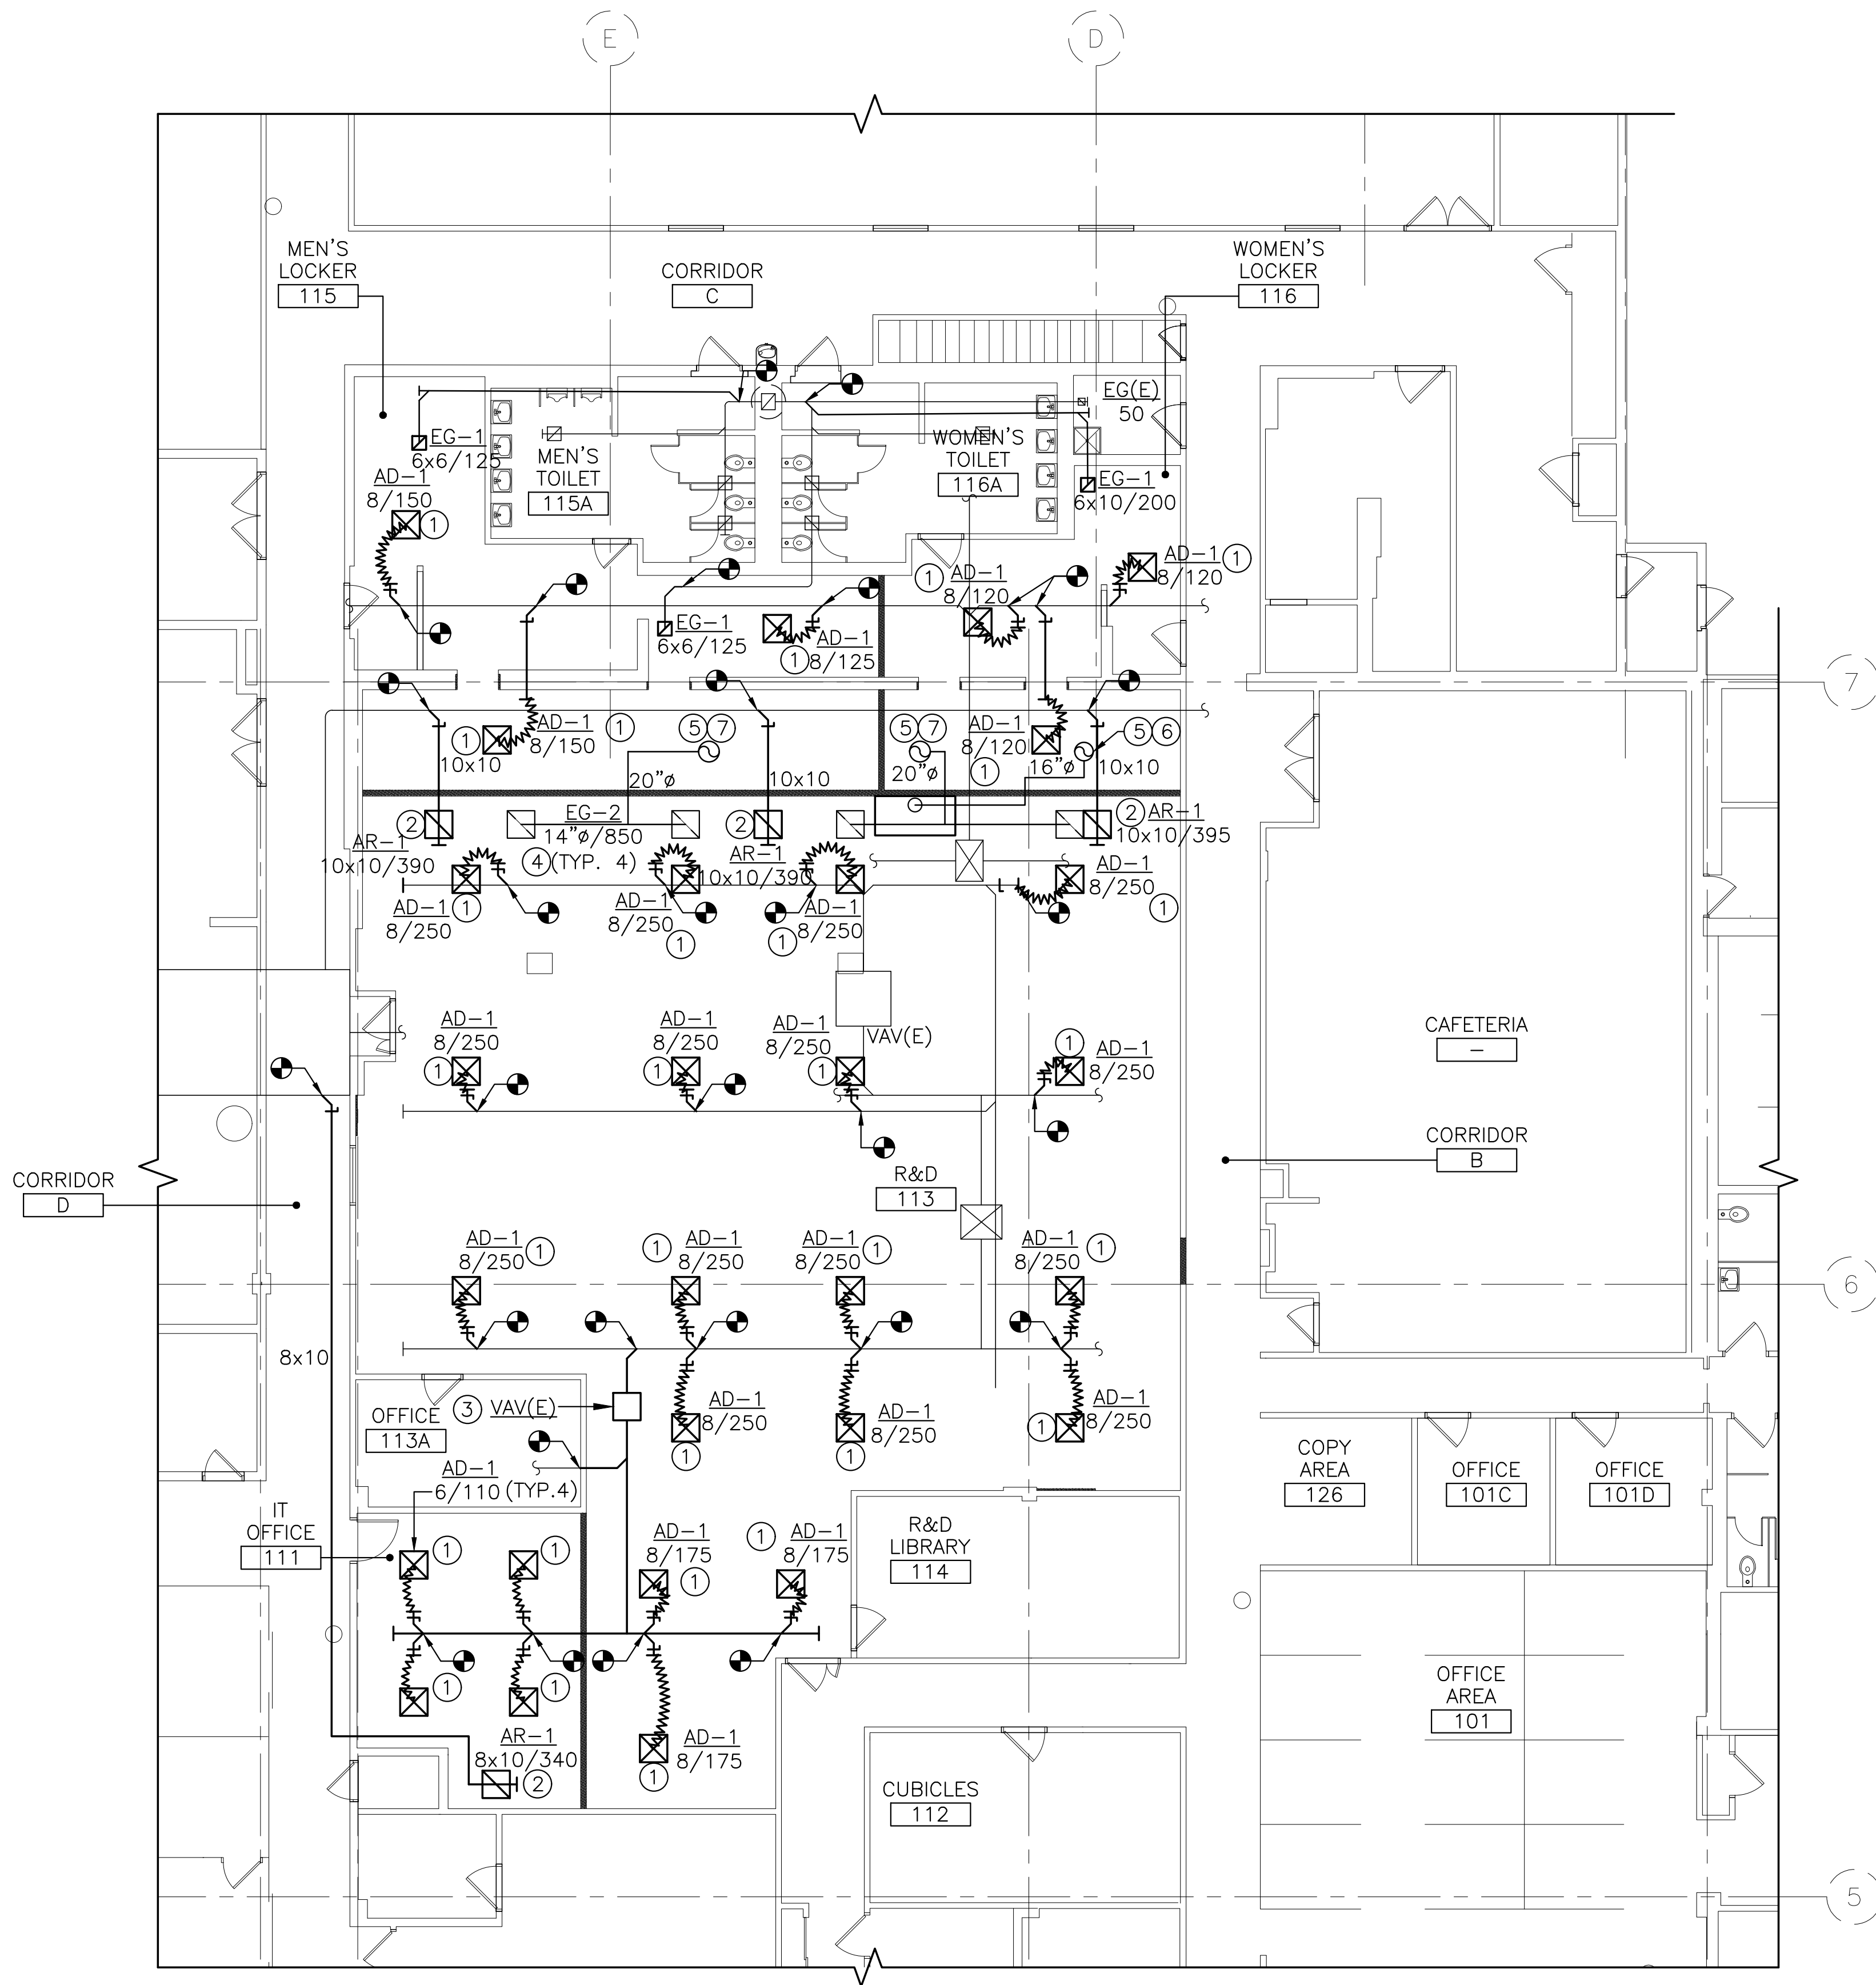 E
D
MEN'S
LOCKER
115
CORRIDOR
C
WOMEN'S
LOCKER
116
EG(E)
50
EG-1
6x6/125
MEN'S
TOILET
115A
WOMEN'S
TOILET
116A
EG-1
6x10/200
AD-1
8/150
1
AD-1
8/120
1
1
AD-1
8/120
EG-1
6x6/125
AD-1
8/125
1
7
1
AD-1
8/150
1
10x10
5
7
20"ø
10x10
5
7
20"ø
AD-1
8/120
1
16"ø
5
6
10x10
2
AR-1
10x10/390
EG-2
14"ø/850
4
(TYP. 4)
2
AR-1
10x10/390
2
AR-1
10x10/395
AD-1
8/250
1
AD-1
8/250
1
AD-1
8/250
1
AD-1
8/250
1
AD-1
8/250
1
AD-1
8/250
1
AD-1
8/250
1
VAV(E)
1
AD-1
8/250
CAFETERIA
-
CORRIDOR
B
CORRIDOR
D
R&D
113
AD-1
8/250
1
1
AD-1
8/250
AD-1
8/250
1
AD-1
8/250
1
6
8x10
OFFICE
113A
3
VAV(E)
AD-1
8/250
1
AD-1
8/250
1
AD-1
8/250
1
AD-1
6/110 (TYP.4)
COPY
AREA
126
OFFICE
101C
OFFICE
101D
IT
OFFICE
111
1
1
AD-1
8/175
1
1
AD-1
8/175
R&D
LIBRARY
114
1
1
OFFICE
AREA
101
AR-1
8x10/340
2
AD-1
8/175
1
CUBICLES
112
5